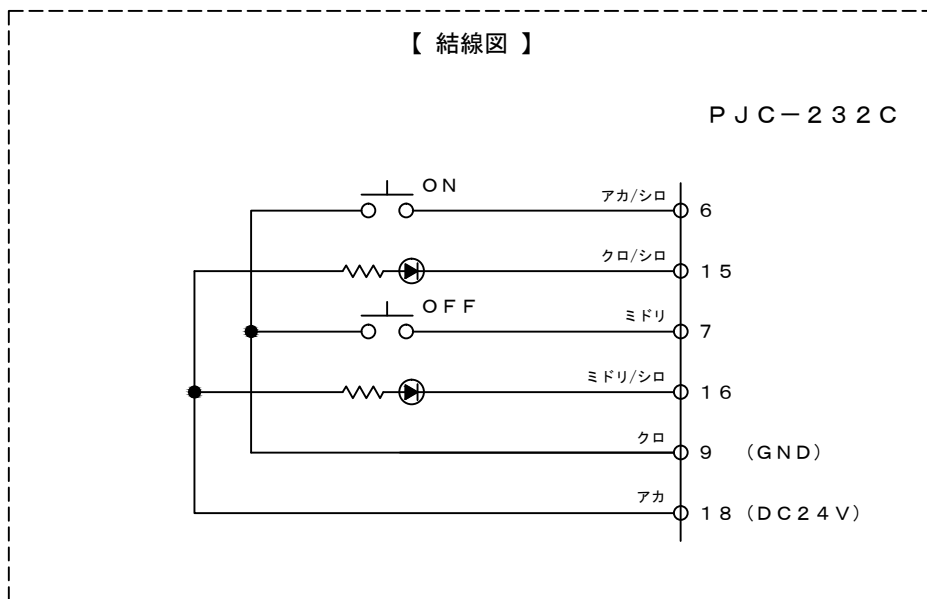 【 結線図 】
PJC－232C
ON
アカ/シロ
6
クロ/シロ
15
OFF
ミドリ
7
ミドリ/シロ
16
クロ
9 （GND）
アカ
18（DC24V）